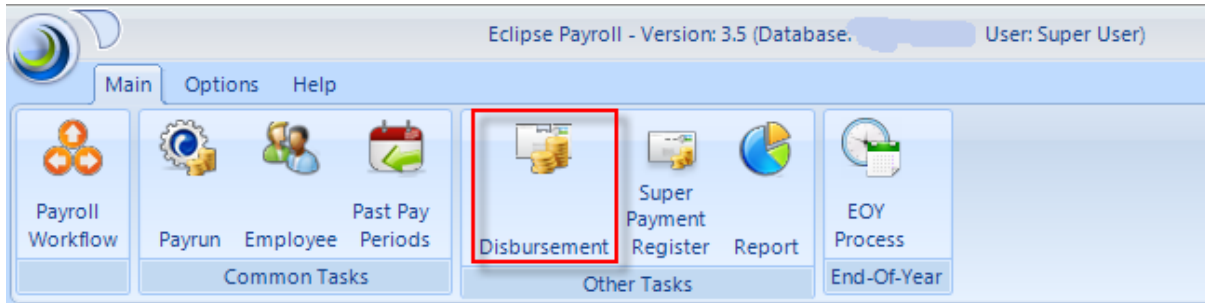 Eclipse Payroll - Version: 3.5 (Database: User: Super User)
Main Options Help
Payroll
Workflow
Payrun
Employee
Past Pay
Periods
Common Tasks
Disbursement
Super
Payment
Register
Report
Other Tasks
EOY
Process
End-Of-Year